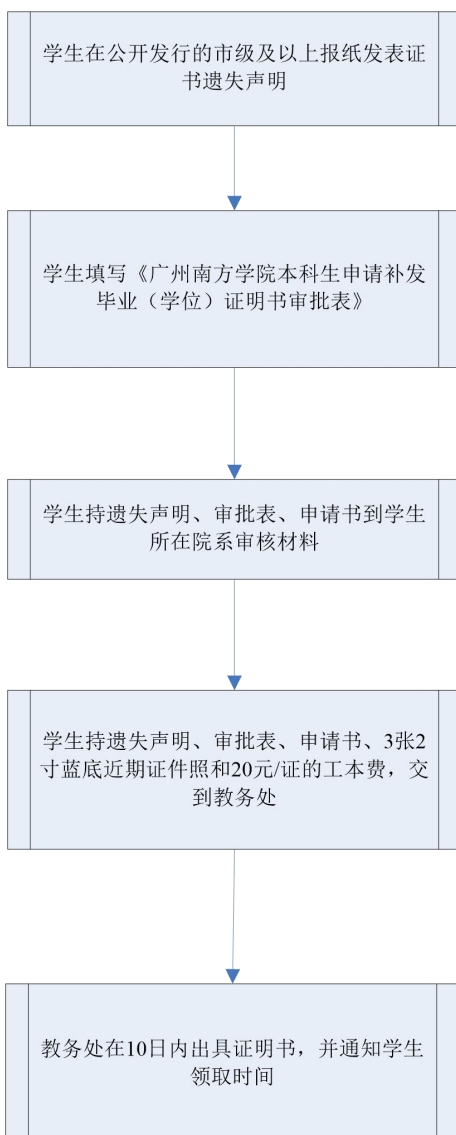 学生在公开发行的市级及以上报纸发表证
书遗失声明
学生填写《广州南方学院本科生申请补发
毕业（学位）证明书审批表》
学生持遗失声明、审批表、申请书到学生
所在院系审核材料
学生持遗失声明、审批表、申请书、3张2
寸蓝底近期证件照和20元/证的工本费，交
到教务处
教务处在10日内出具证明书，并通知学生
领取时间